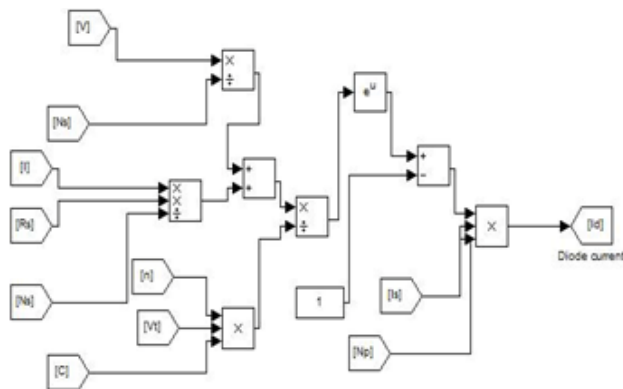 [V]
×
÷
[Ns]
e^u
[I]
+
+
+
−
×
×
÷
[Rs]
×
÷
×
[Id]
Diode current
[n]
[Ns]
1
[Is]
[Vt]
×
[Np]
[C]